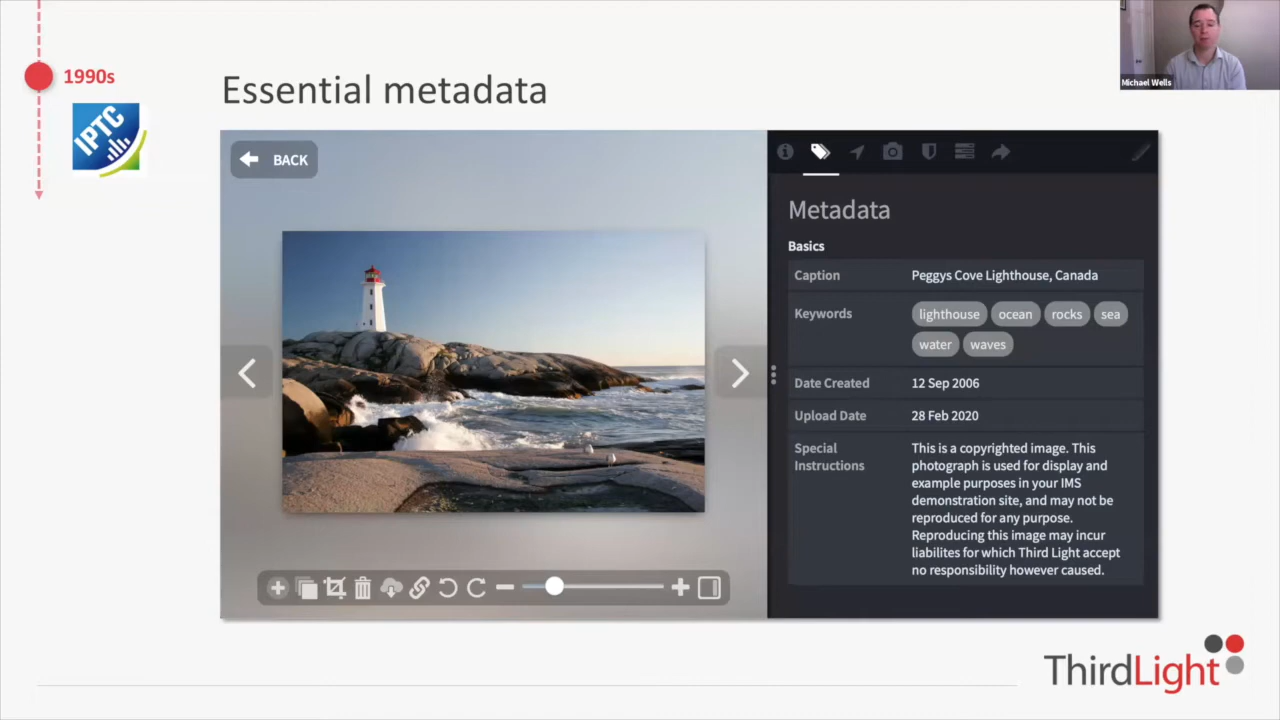 Michael Wells
1990s
IPTC
Essential metadata
BACK
Metadata
Basics
Caption
Peggys Cove Lighthouse, Canada
Keywords
lighthouse ocean rocks sea
water waves
Date Created
12 Sep 2006
Upload Date
28 Feb 2020
Special
Instructions
This is a copyrighted image. This
photograph is used for display and
example purposes in your IMS
demonstration site, and may not be
reproduced for any purpose.
Reproducing this image may incur
liabilites for which Third Light accept
no responsibility however caused.
ThirdLight